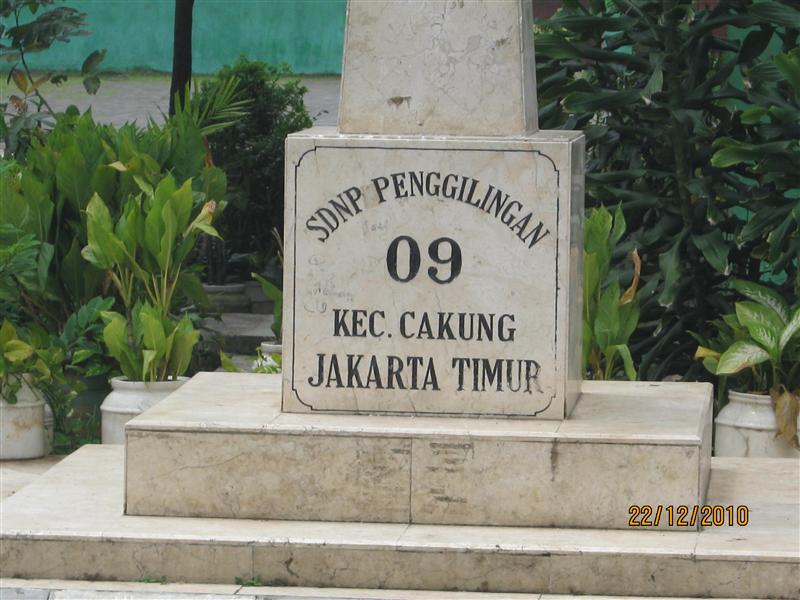 SDNP PENGGILINGAN
09
KEC. CAKUNG
JAKARTA TIMUR
22/12/2010